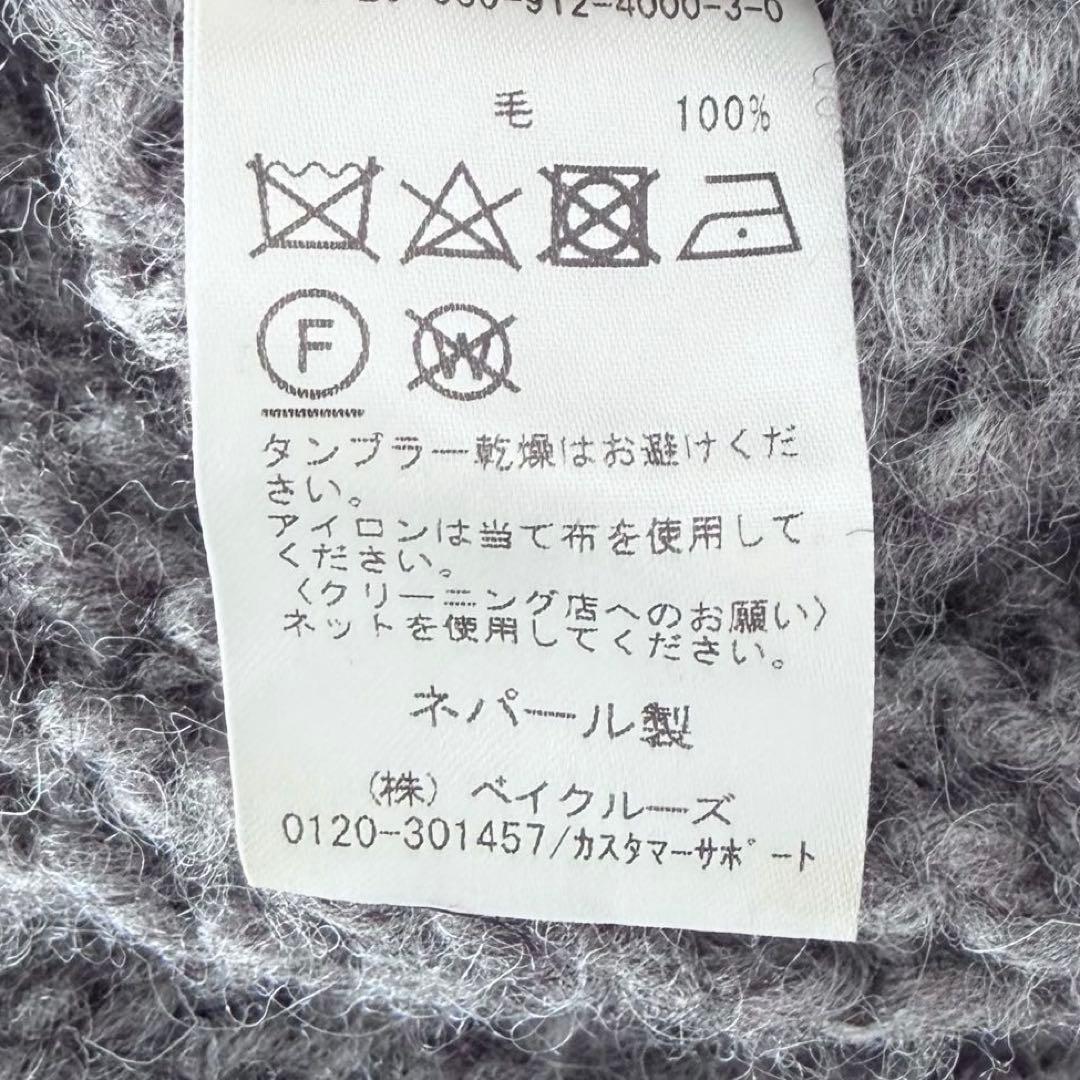 912-4000-3-6
毛 100%
F W
タンブラー乾燥はお避けくだ
さい。
アイロンは当て布を使用して
ください。
〈クリーニング店へのお願い〉
ネットを使用してください。
ネパール製
(株) ベイクルーズ
0120-301457/カスタマーサポート